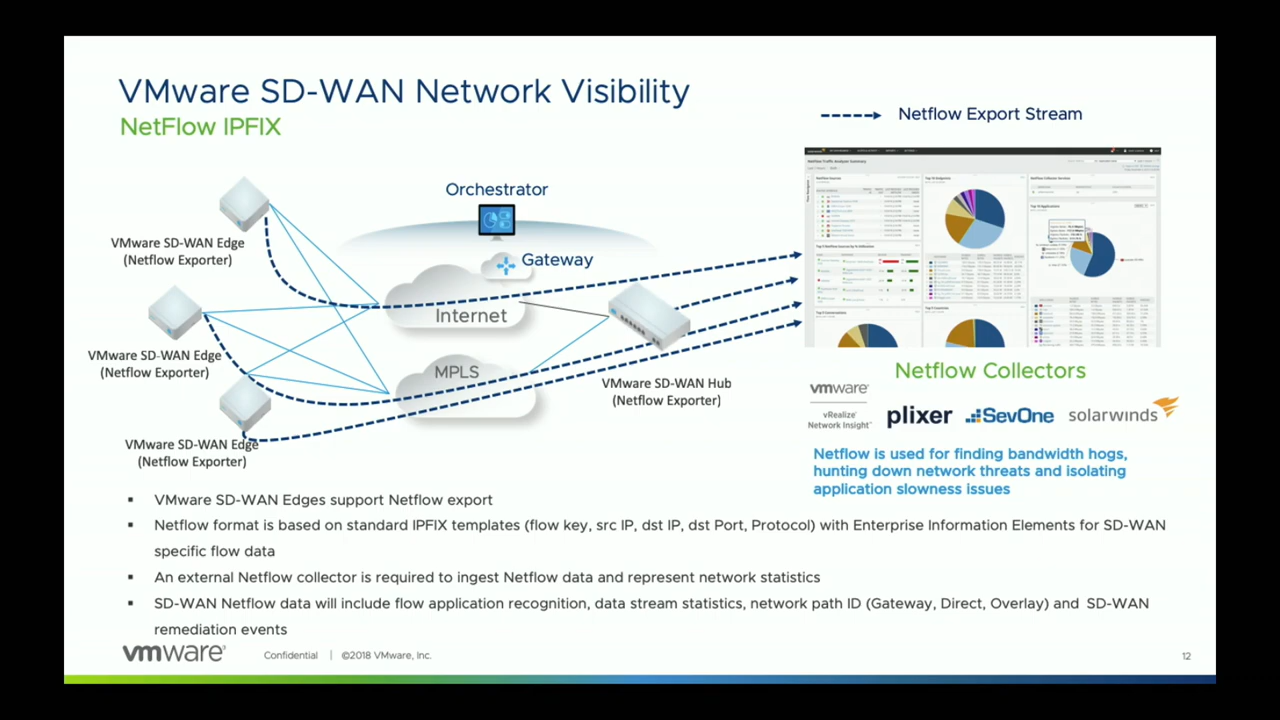 VMware SD-WAN Network Visibility
NetFlow IPFIX
Netflow Export Stream
Orchestrator
VMware SD-WAN Edge
(Netflow Exporter)
Gateway
Internet
VMware SD-WAN Edge
(Netflow Exporter)
MPLS
VMware SD-WAN Hub
(Netflow Exporter)
VMware SD-WAN Edge
(Netflow Exporter)
NetFlow Traffic Analyzer Summary
Netflow Collectors
vmware
vRealize
Network Insight™
plixer
SevOne
solarwinds
Netflow is used for finding bandwidth hogs,
hunting down network threats and isolating
application slowness issues
▪ VMware SD-WAN Edges support Netflow export
▪ Netflow format is based on standard IPFIX templates (flow key, src IP, dst IP, dst Port, Protocol) with Enterprise Information Elements for SD-WAN
specific flow data
▪ An external Netflow collector is required to ingest Netflow data and represent network statistics
▪ SD-WAN Netflow data will include flow application recognition, data stream statistics, network path ID (Gateway, Direct, Overlay) and SD-WAN
remediation events
vmware®
Confidential | ©2018 VMware, Inc.
12